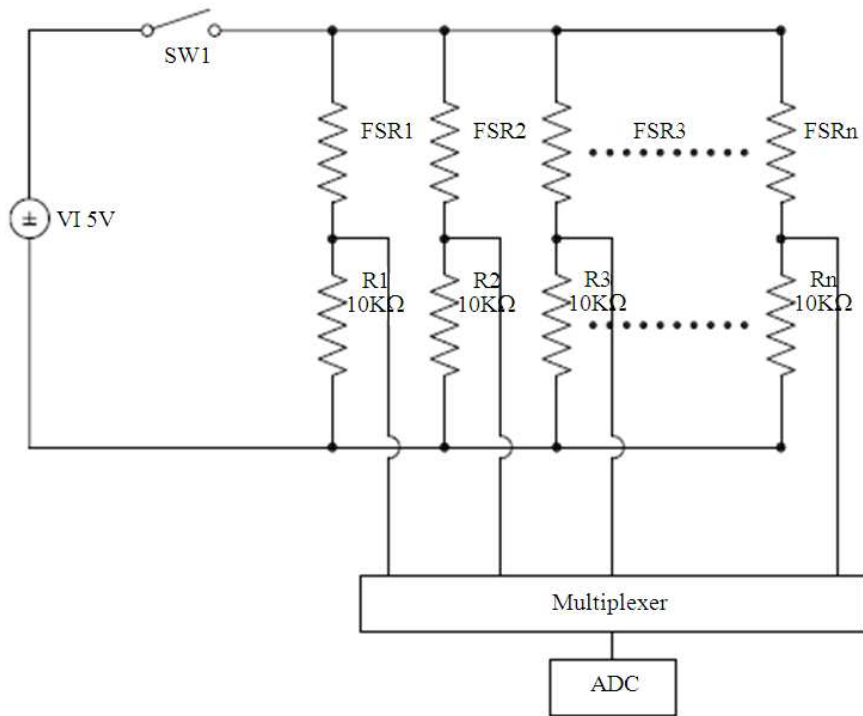 SW1
FSR1
FSR2
FSR3
FSRn
VI 5V
R1
10KΩ
R2
10KΩ
R3
10KΩ
Rn
10KΩ
Multiplexer
ADC